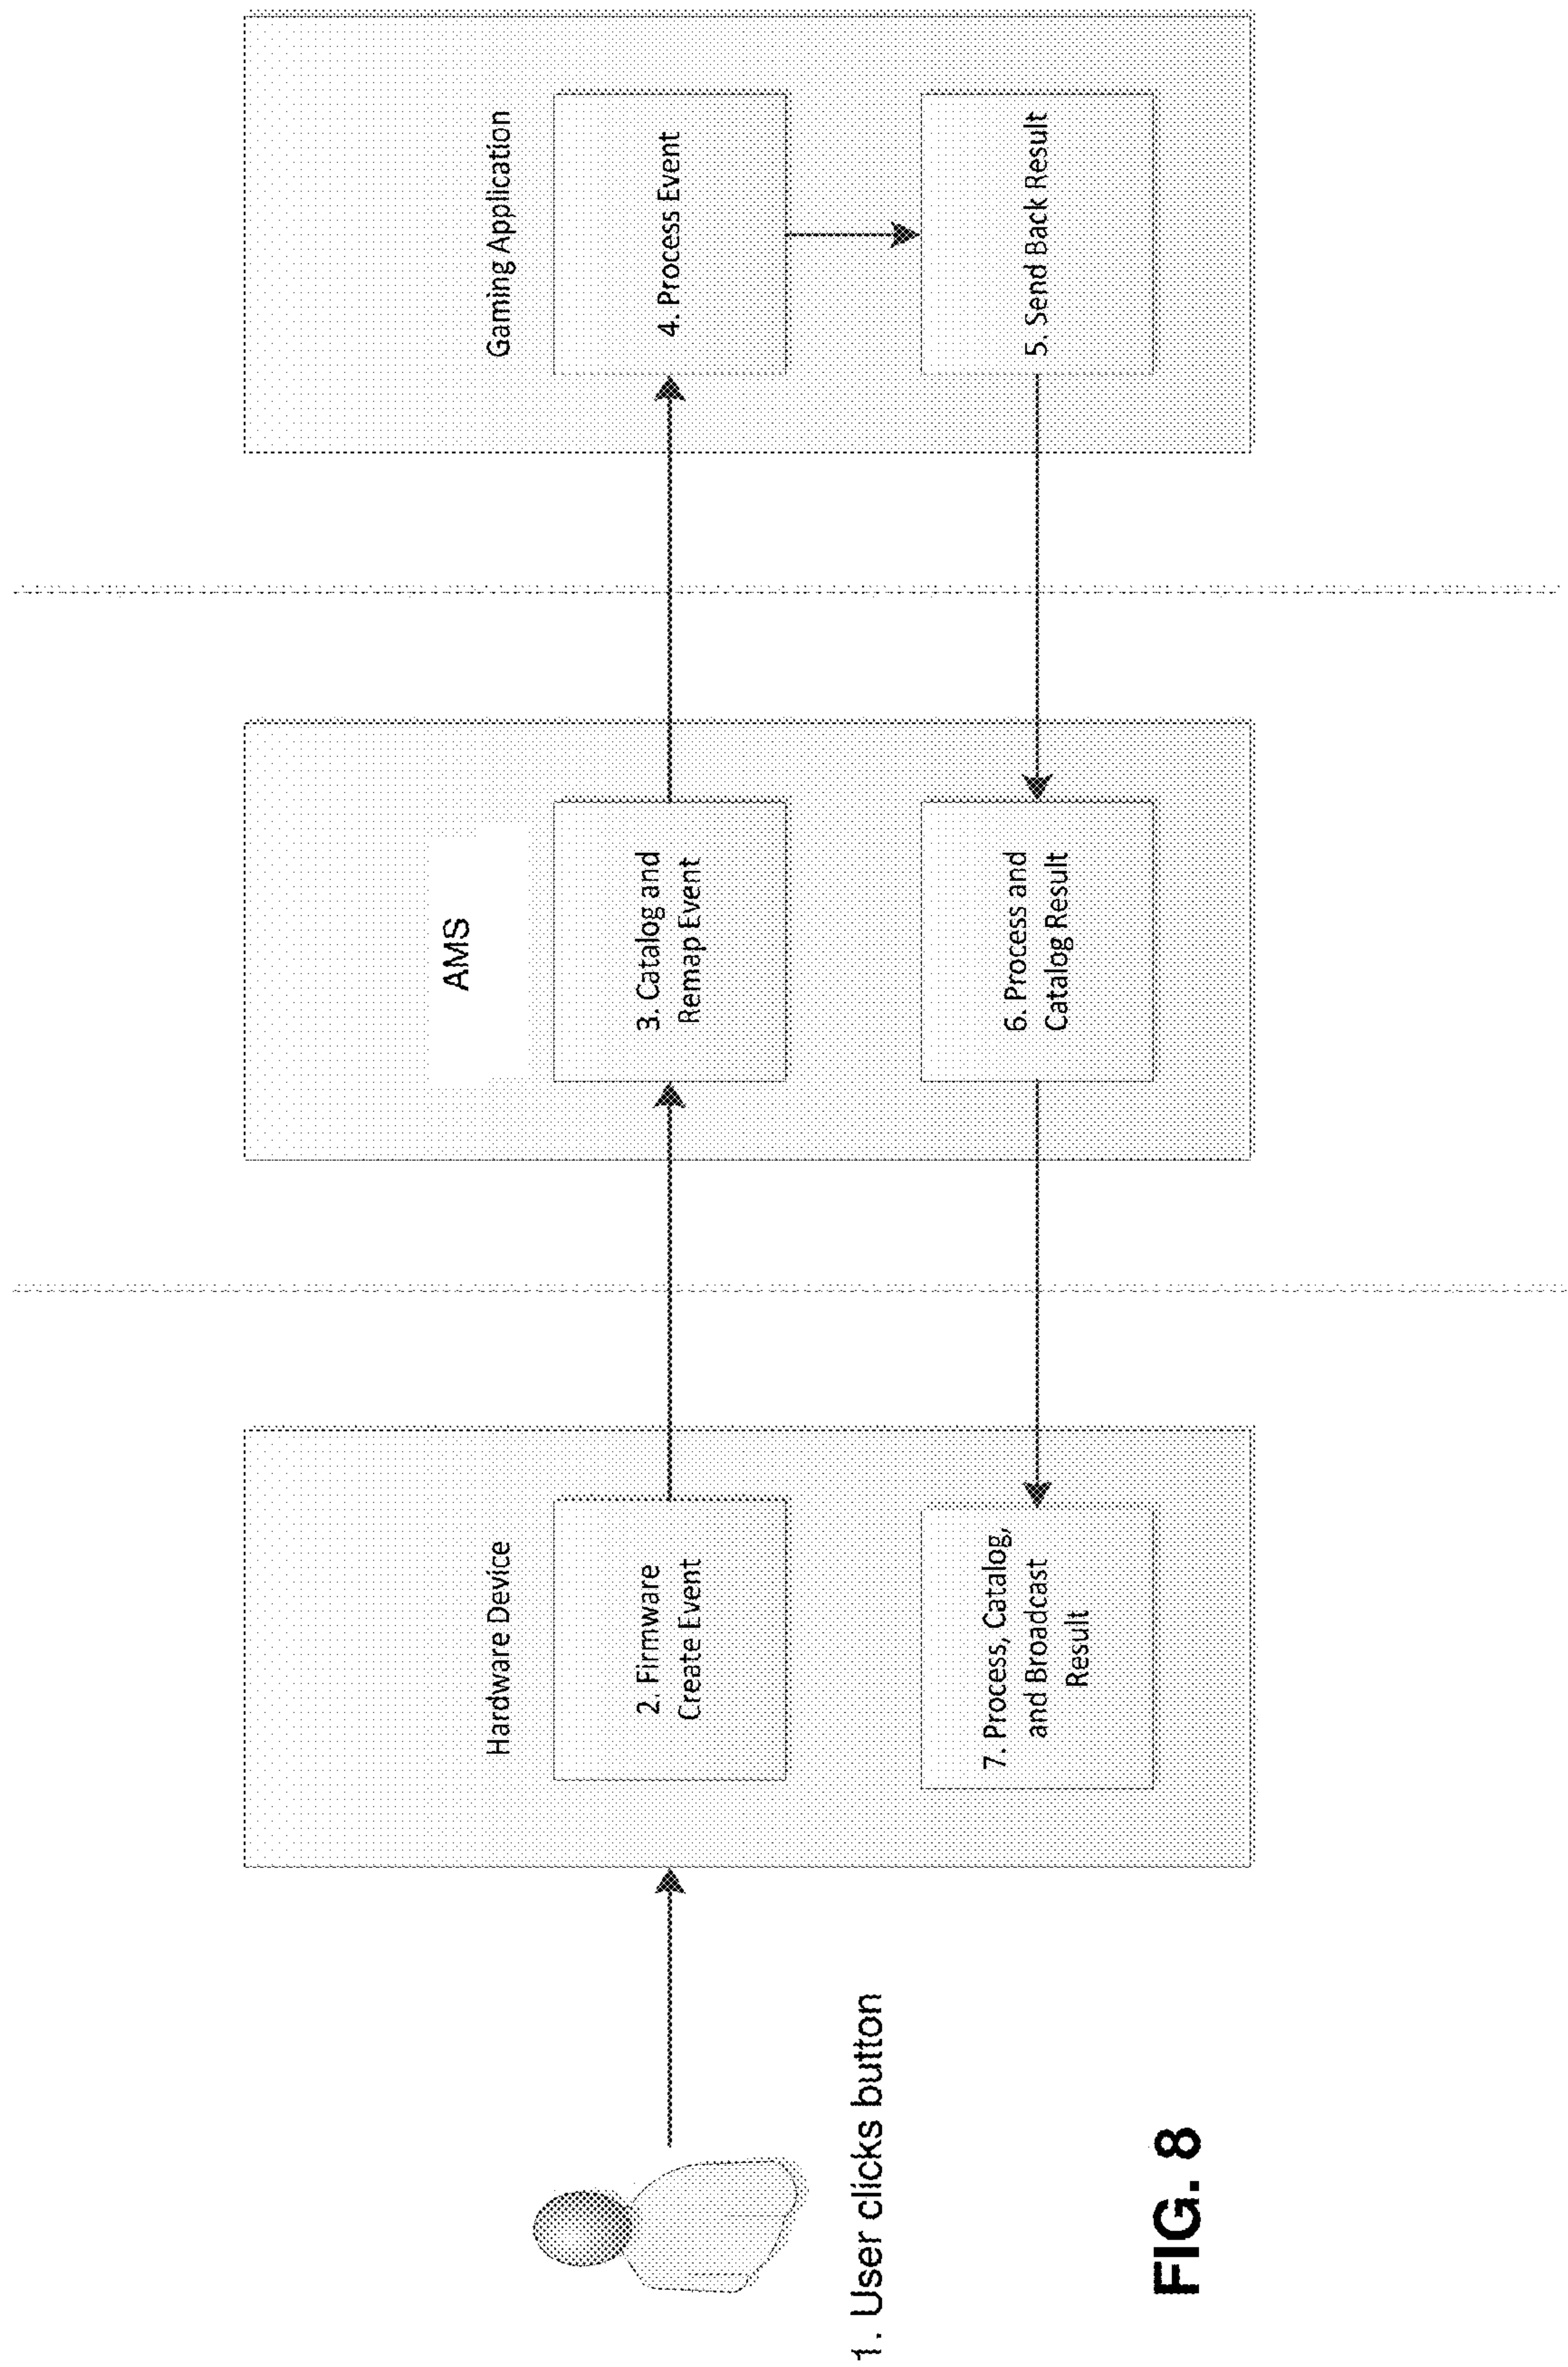 Hardware Device
AMS
Gaming Application
1. User clicks button
2. Firmware
Create Event
3. Catalog and
Remap Event
4. Process Event
5. Send Back Result
6. Process and
Catalog Result
7. Process, Catalog,
and Broadcast
Result
FIG. 8